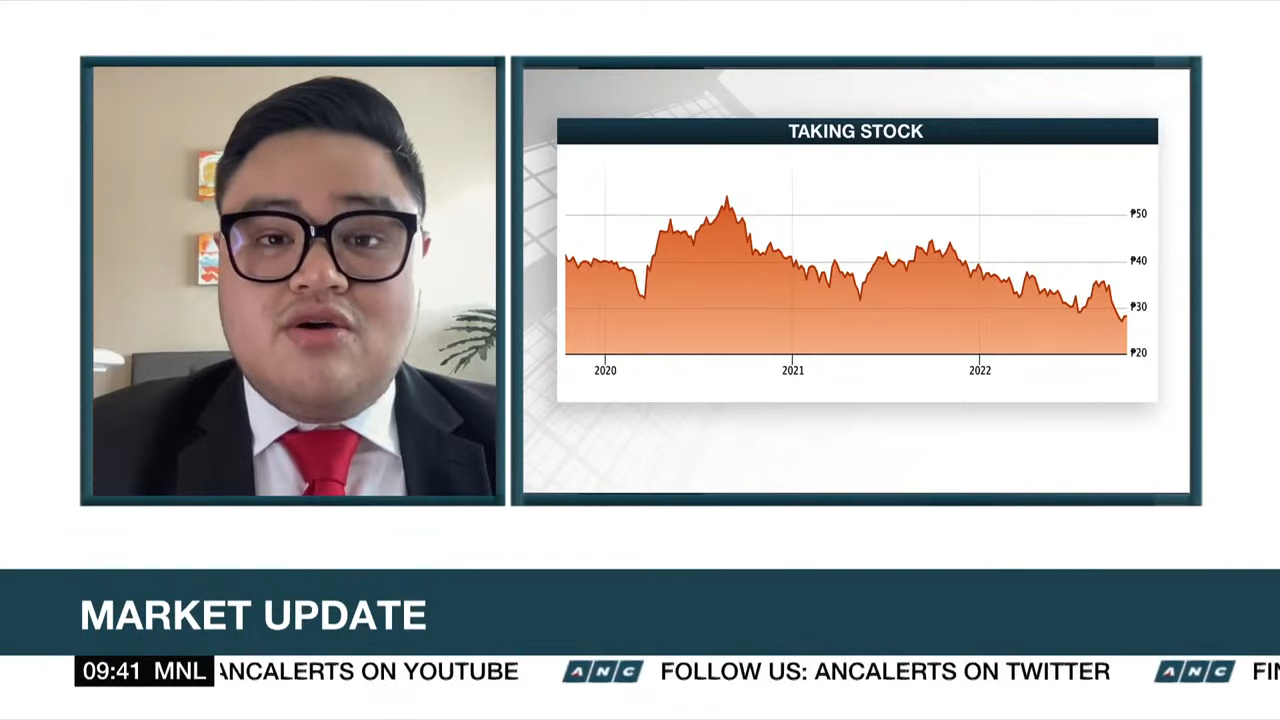 TAKING STOCK
₱50
₱40
₱30
₱20
2020 2021 2022
MARKET UPDATE
09:41 MNL ANCALERTS ON YOUTUBE ANC FOLLOW US: ANCALERTS ON TWITTER ANC FIN